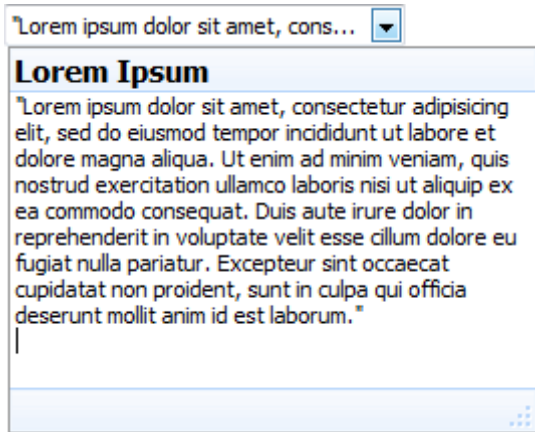 "Lorem ipsum dolor sit amet, cons...
Lorem Ipsum
"Lorem ipsum dolor sit amet, consectetur adipisicing
elit, sed do eiusmod tempor incididunt ut labore et
dolore magna aliqua. Ut enim ad minim veniam, quis
nostrud exercitation ullamco laboris nisi ut aliquip ex
ea commodo consequat. Duis aute irure dolor in
reprehenderit in voluptate velit esse cillum dolore eu
fugiat nulla pariatur. Excepteur sint occaecat
cupidatat non proident, sunt in culpa qui officia
deserunt mollit anim id est laborum."